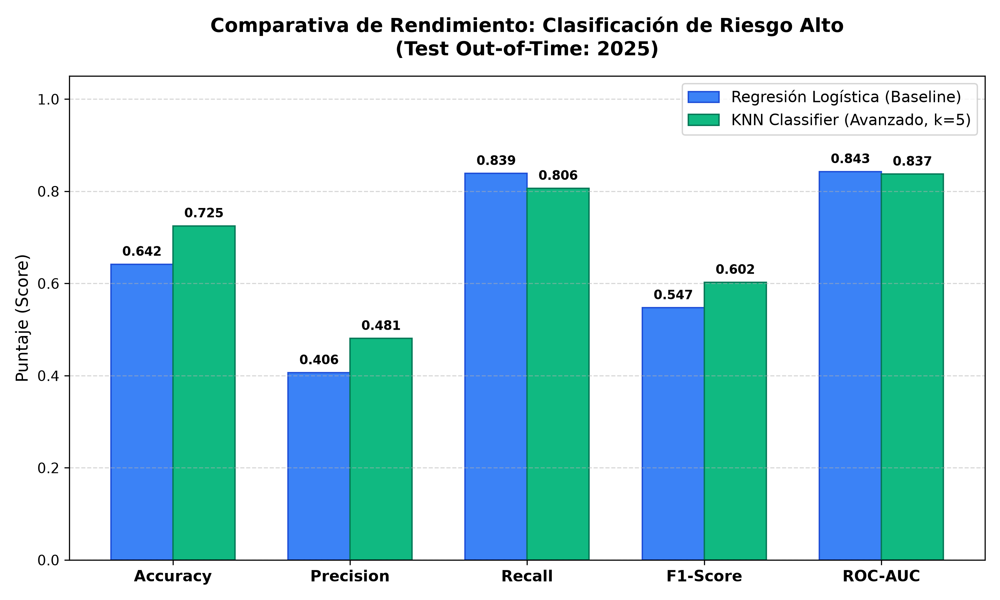 Comparativa de Rendimiento: Clasificación de Riesgo Alto
(Test Out-of-Time: 2025)
Regresión Logística (Baseline)
KNN Classifier (Avanzado, k=5)
Puntaje (Score)
1.0
0.8
0.6
0.4
0.2
0.0
0.642
0.725
0.406
0.481
0.839
0.806
0.547
0.602
0.843
0.837
Accuracy
Precision
Recall
F1-Score
ROC-AUC